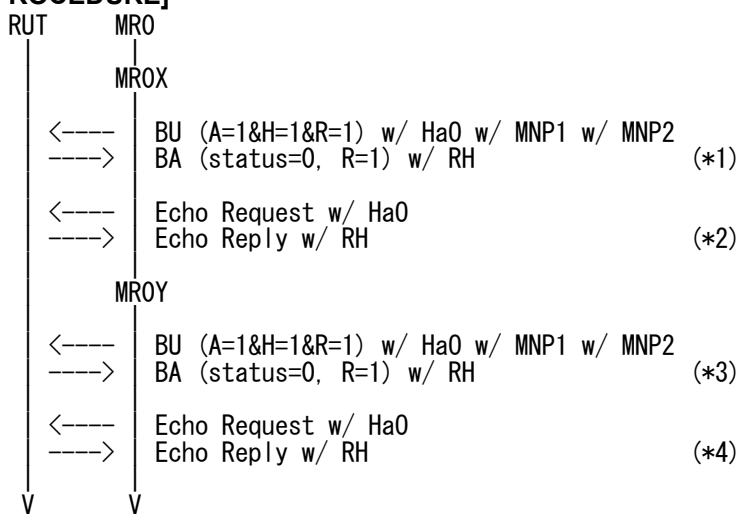 ROCEDURE]
RUT MR0
MR0X
<---- BU (A=1&H=1&R=1) w/ HaO w/ MNP1 w/ MNP2
----> BA (status=0, R=1) w/ RH (*1)
<---- Echo Request w/ HaO
----> Echo Reply w/ RH (*2)
MR0Y
<---- BU (A=1&H=1&R=1) w/ HaO w/ MNP1 w/ MNP2
----> BA (status=0, R=1) w/ RH (*3)
<---- Echo Request w/ HaO
----> Echo Reply w/ RH (*4)
V V